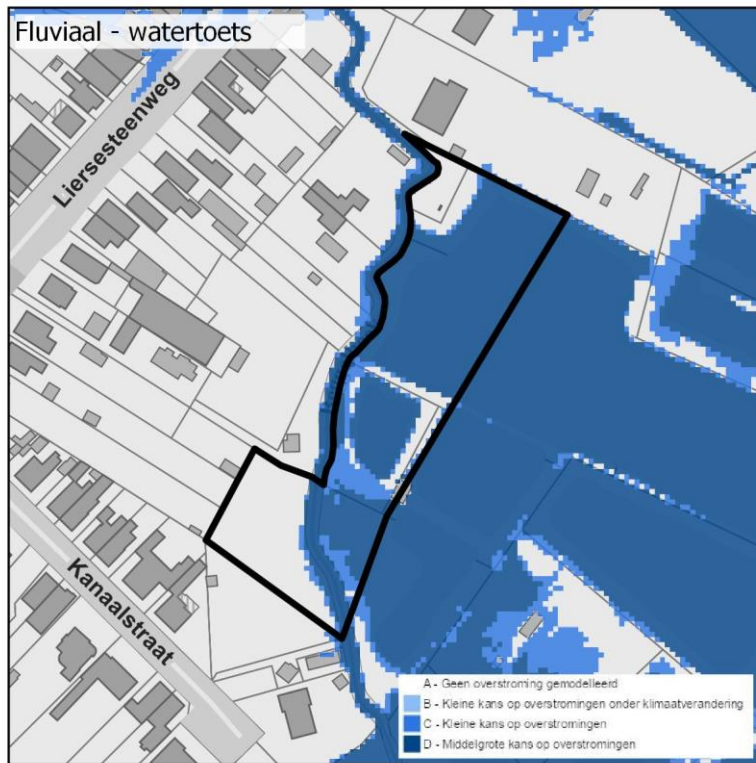 Fluviaal - watertoets
Liersesteenweg
Kanaalstraat
A - Geen overstroming gemodelleerd
B - Kleine kans op overstromingen onder klimaatverandering
C - Kleine kans op overstromingen
D - Middelgrote kans op overstromingen